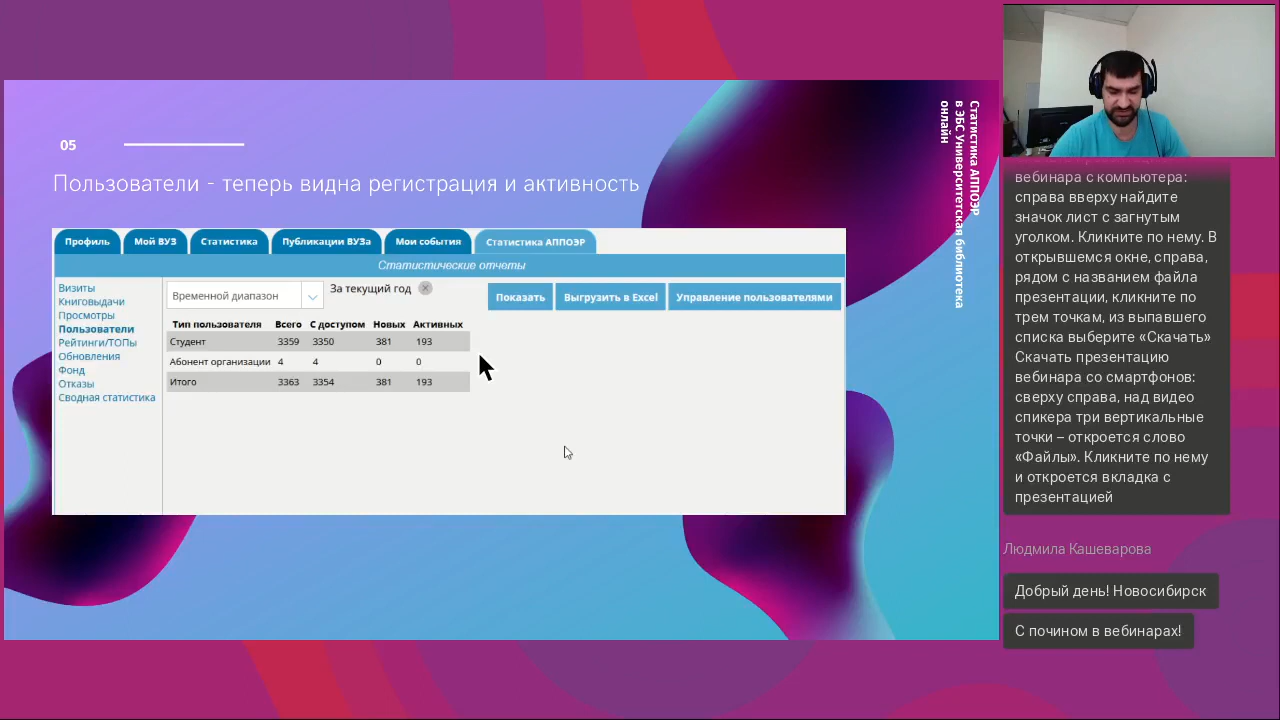 05
Пользователи - теперь видна регистрация и активность
Статистика АППОЭР
в ЭБС Университетская библиотека
онлайн
Профиль Мой ВУЗ Статистика Публикации ВУЗа Мои события Статистика АППОЭР
Статистические отчеты
Визиты
Книговыдачи
Просмотры
Пользователи
Рейтинги/ТОПы
Обновления
Фонд
Отказы
Сводная статистика
Временной диапазон За текущий год
Показать Выгрузить в Excel Управление пользователями
Тип пользователя Всего С доступом Новых Активных
Студент 3359 3350 381 193
Абонент организации 4 4 0 0
Итого 3363 3354 381 193
вебинара с компьютера:
справа вверху найдите
значок лист с загнутым
уголком. Кликните по нему. В
открывшемся окне, справа,
рядом с названием файла
презентации, кликните по
трем точкам, из выпавшего
списка выберите «Скачать»
Скачать презентацию
вебинара со смартфонов:
сверху справа, над видео
спикера три вертикальные
точки – откроется слово
«Файлы». Кликните по нему
и откроется вкладка с
презентацией
Людмила Кашеварова
Добрый день! Новосибирск
С почином в вебинарах!